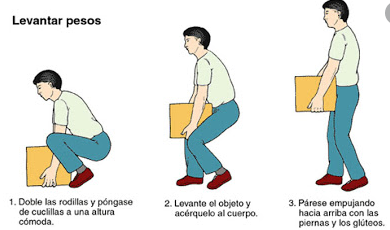 Levantar pesos
1. Doble las rodillas y póngase
de cuclillas a una altura
cómoda.
2. Levante el objeto y
acérquelo al cuerpo.
3. Párese empujando
hacia arriba con las
piernas y los glúteos.